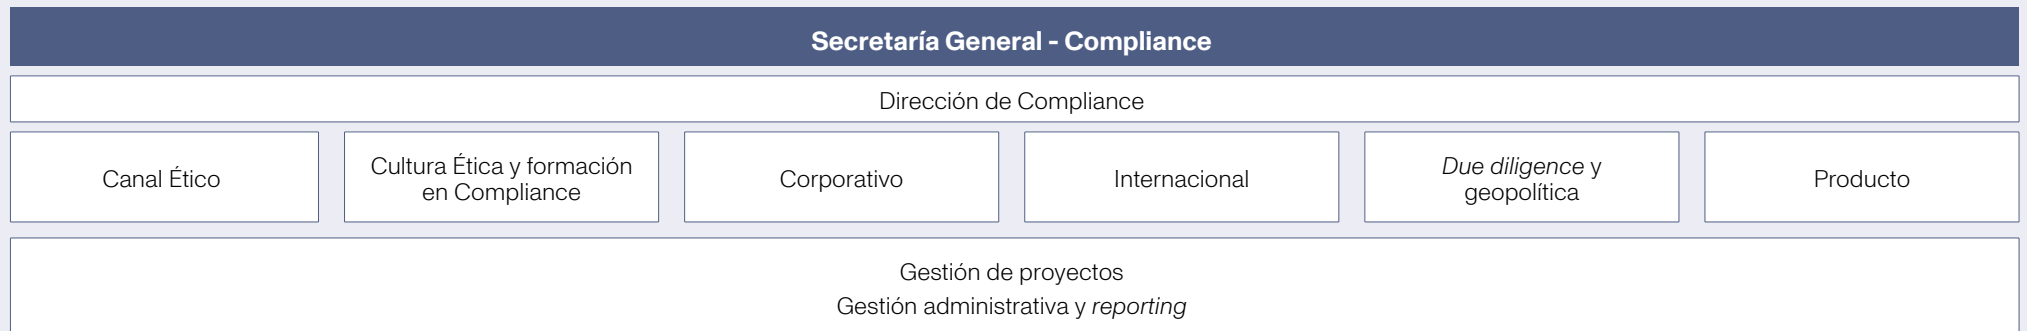 Secretaría General - Compliance
Dirección de Compliance
Canal Ético
Cultura Ética y formación
en Compliance
Corporativo
Internacional
Due diligence y
geopolítica
Producto
Gestión de proyectos
Gestión administrativa y reporting